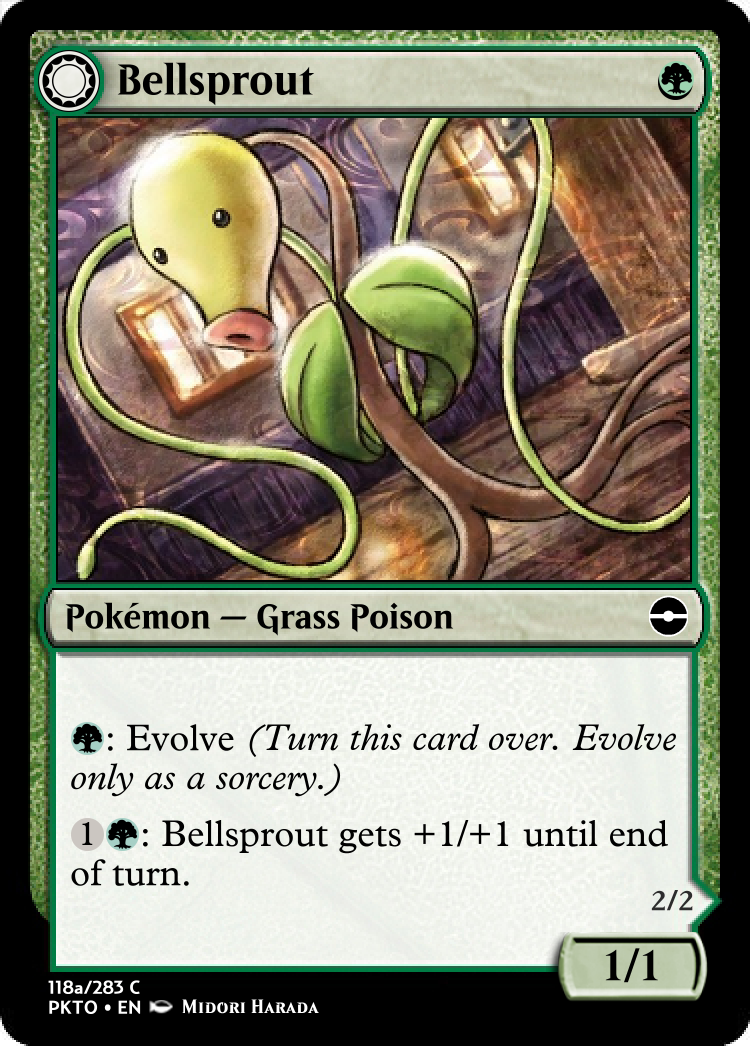 Bellsprout
Pokémon — Grass Poison
: Evolve (Turn this card over. Evolve
only as a sorcery.)
1 : Bellsprout gets +1/+1 until end
of turn.
2/2
1/1
118a/283 C
PKTO • EN Midori Harada